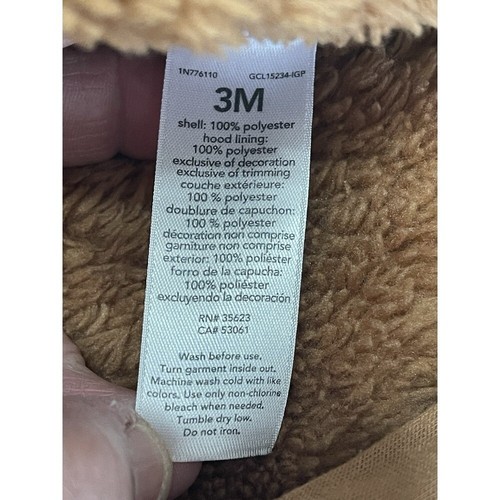 1N776110 GCL15234-IGP
3M
shell: 100% polyester
hood lining:
100% polyester
exclusive of decoration
exclusive of trimming
couche extérieure:
100 % polyester
doublure de capuchon:
100 % polyester
décoration non comprise
garniture non comprise
exterior: 100% poliéster
forro de la capucha:
100% poliéster
excluyendo la decoración
RN# 35623
CA# 53061
Wash before use.
Turn garment inside out.
Machine wash cold with like
colors. Use only non-chlorine
bleach when needed.
Tumble dry low.
Do not iron.